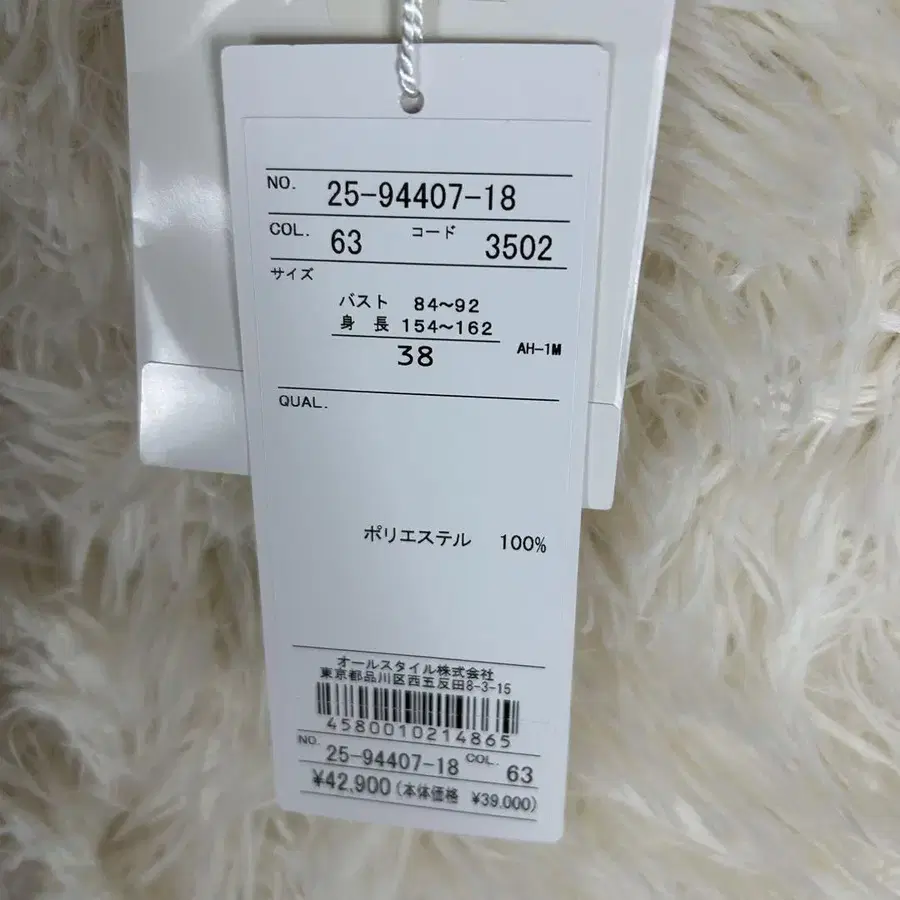 NO. 25-94407-18
COL. 63 コード 3502
サイズ
バスト 84〜92
身 長 154〜162
38 AH-1M
QUAL.
ポリエステル 100%
オールスタイル株式会社
東京都品川区西五反田8-3-15
4580010214865
NO. 25-94407-18 COL. 63
¥42,900(本体価格 ¥39,000)